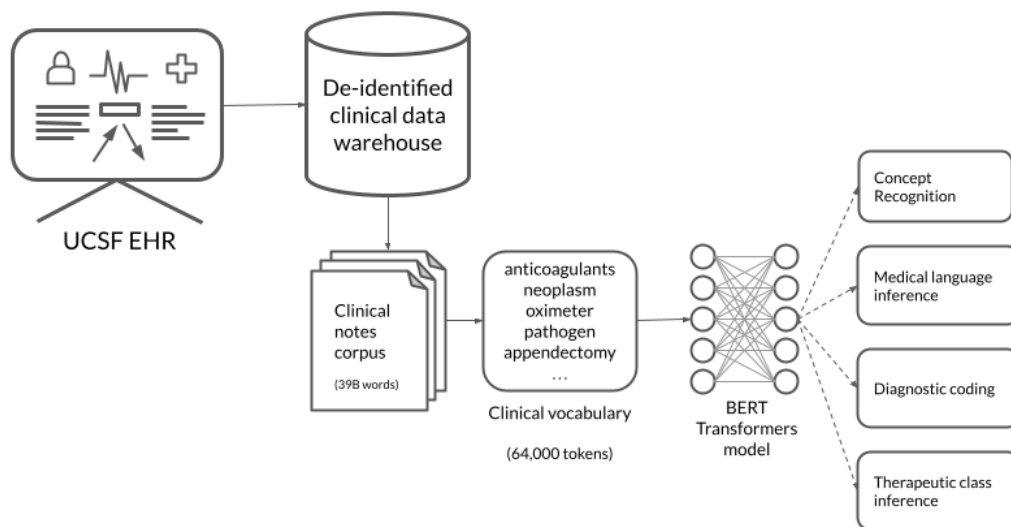 De-identified
clinical data
warehouse
UCSF EHR
Clinical
notes
corpus
(39B words)
anticoagulants
neoplasm
oximeter
pathogen
appendectomy
...
Clinical vocabulary
(64,000 tokens)
BERT
Transformers
model
Concept
Recognition
Medical language
inference
Diagnostic coding
Therapeutic class
inference